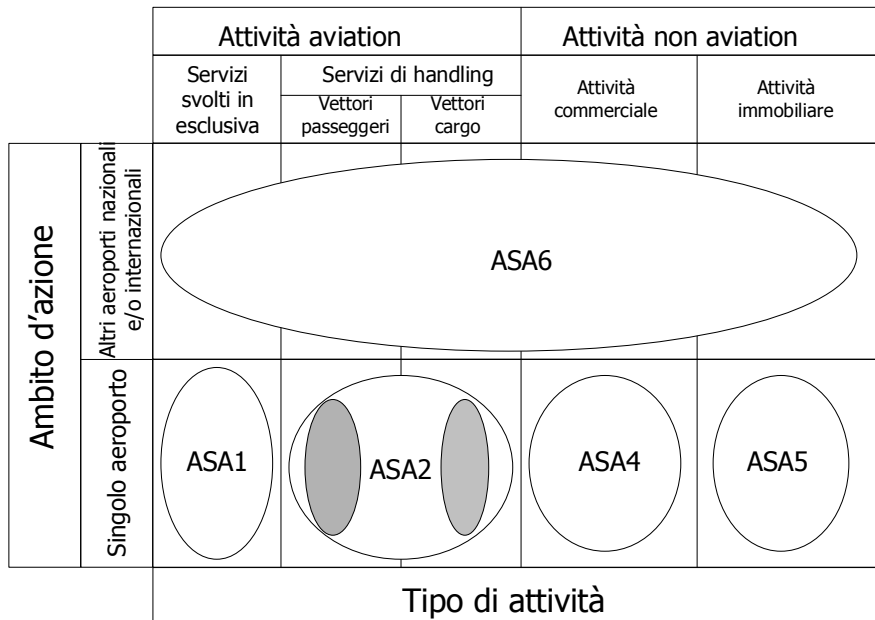 Attività aviation
Attività non aviation
Servizi
svolti in
esclusiva
Servizi di handling
Vettori
passeggeri
Vettori
cargo
Attività
commerciale
Attività
immobiliare
Ambito d'azione
Altri aeroporti nazionali
e/o internazionali
ASA6
Singolo aeroporto
ASA1
ASA2
ASA4
ASA5
Tipo di attività